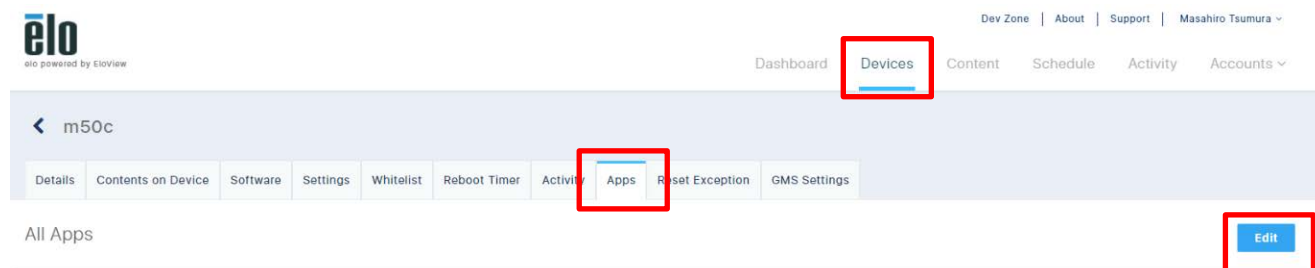 Dev Zone | About | Support | Masahiro Tsumura
ēlo
elo powered by EloView
Dashboard Devices Content Schedule Activity Accounts
m50c
Details Contents on Device Software Settings Whitelist Reboot Timer Activity Apps Reset Exception GMS Settings
All Apps Edit